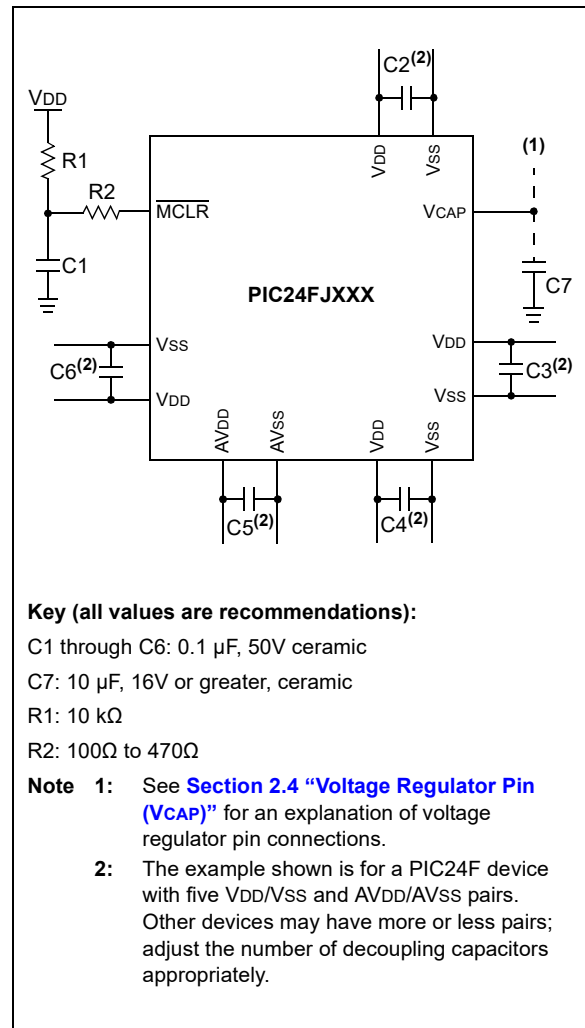 C2(2)
VDD
R1
R2
C1
(1)
VDD
VSS
MCLR
VCAP
C7
PIC24FJXXX
VSS
VDD
C6(2)
C3(2)
VDD
VSS
AVDD
AVSS
VDD
VSS
C5(2)
C4(2)
Key (all values are recommendations):
C1 through C6: 0.1 µF, 50V ceramic
C7: 10 µF, 16V or greater, ceramic
R1: 10 kΩ
R2: 100Ω to 470Ω
Note 1: See Section 2.4 “Voltage Regulator Pin
(VCAP)” for an explanation of voltage
regulator pin connections.
2: The example shown is for a PIC24F device
with five VDD/VSS and AVDD/AVSS pairs.
Other devices may have more or less pairs;
adjust the number of decoupling capacitors
appropriately.